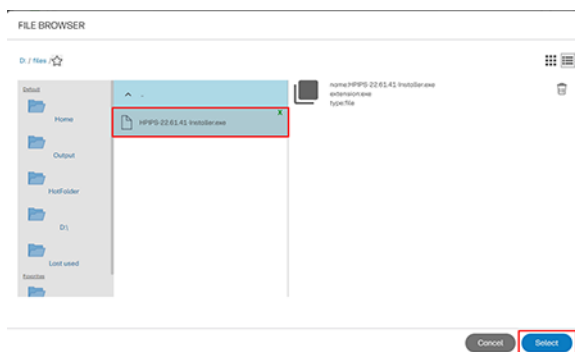 FILE BROWSER
D: / files /
Default
Home
Output
HotFolder
D:\
Last used
Favorites
..
HPIPS-22.61.41-Installer.exe
x
name:HPIPS-22.61.41-Installer.exe
extension:exe
type:file
Cancel
Select